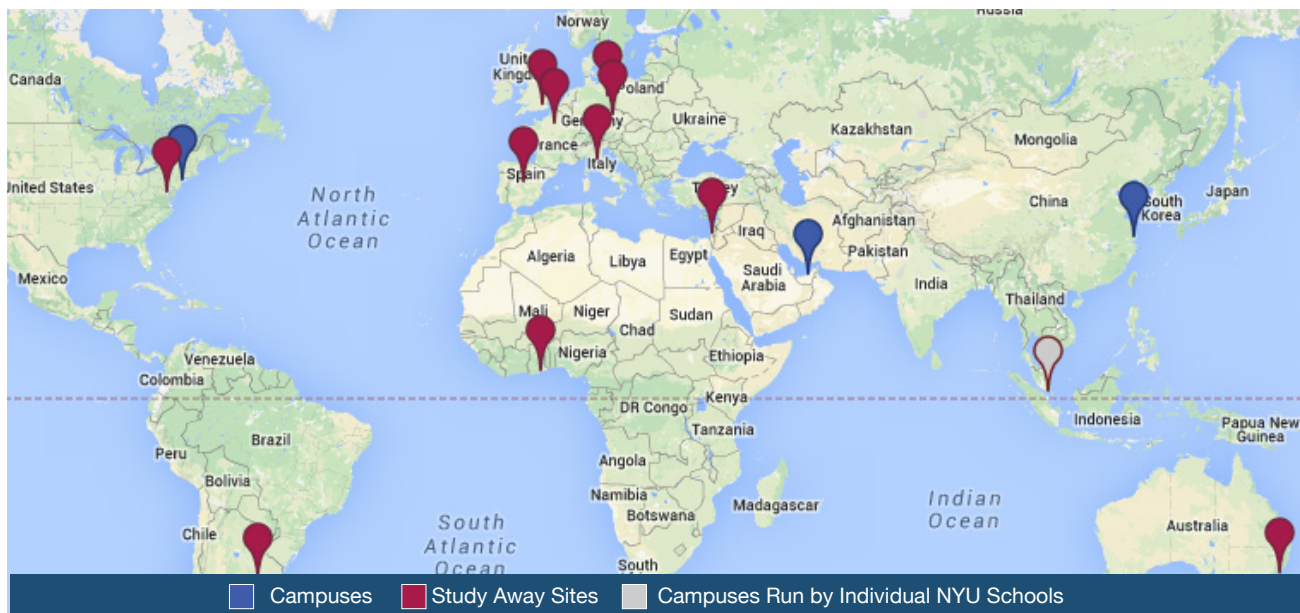 Russia
Norway
Canada
Unit
Kingd
Poland
Germany
Ukraine
France
Kazakhstan
Mongolia
United States
Italy
Spain
Turkey
North
Atlantic
Ocean
China
South
Korea
Japan
Afghanistan
Iraq
Pakistan
Algeria
Libya
Egypt
Saudi
Arabia
India
Mexico
Mali
Niger
Chad
Sudan
Thailand
Nigeria
Ethiopia
Venezuela
Colombia
DR Congo
Kenya
Tanzania
Indonesia
Papua New
Guinea
Brazil
Peru
Angola
Bolivia
Namibia
Botswana
Madagascar
Indian
Ocean
Chile
South
Atlantic
Ocean
South
Australia
Campuses
Study Away Sites
Campuses Run by Individual NYU Schools